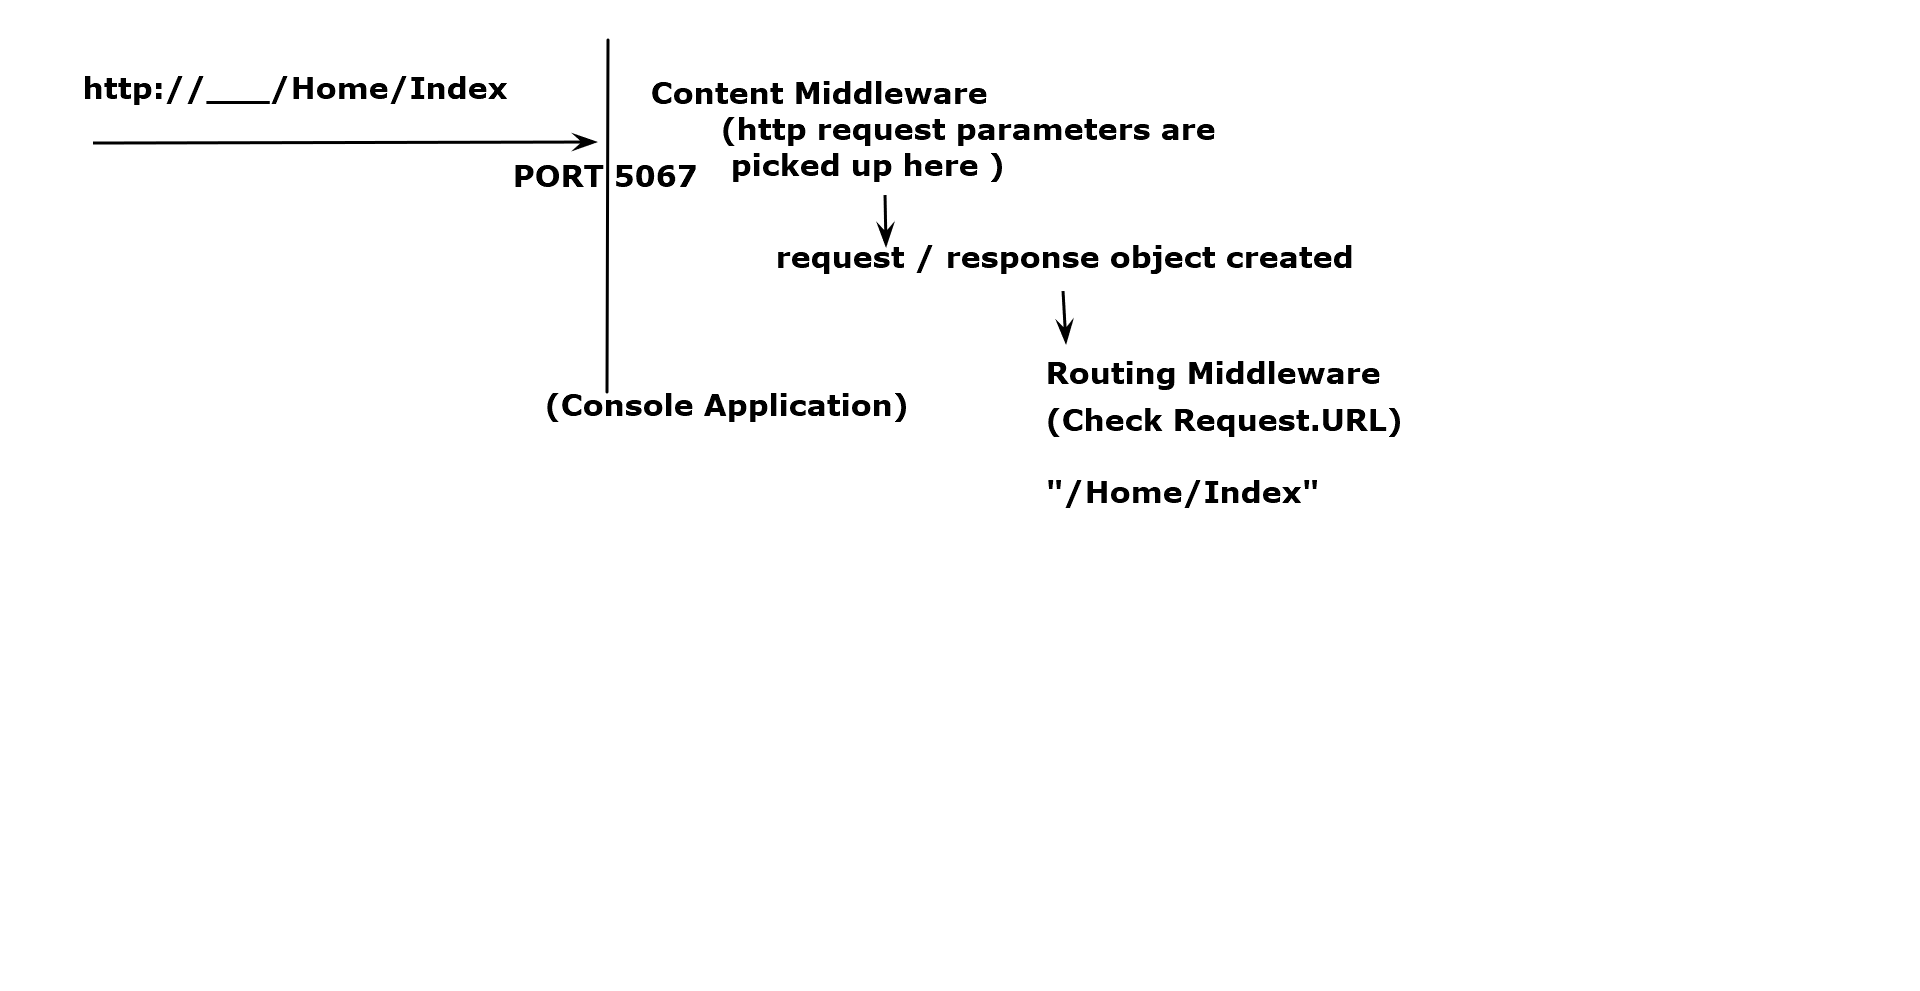 http://____/Home/Index
Content Middleware
(http request parameters are
picked up here )
PORT 5067
request / response object created
Routing Middleware
(Console Application)
(Check Request.URL)
"/Home/Index"